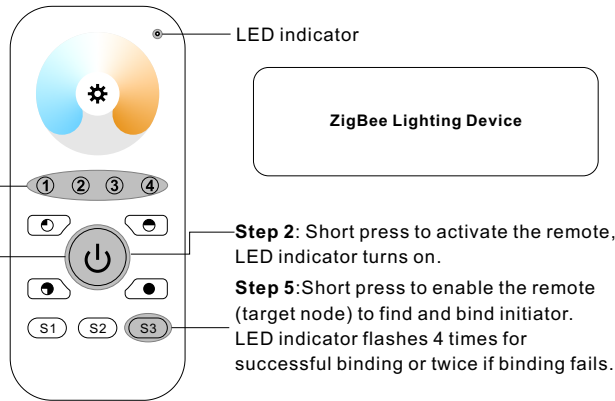 LED indicator
ZigBee Lighting Device
1 2 3 4
Step 2: Short press to activate the remote,
LED indicator turns on.
Step 5:Short press to enable the remote
(target node) to find and bind initiator.
LED indicator flashes 4 times for
successful binding or twice if binding fails.
S1 S2 S3